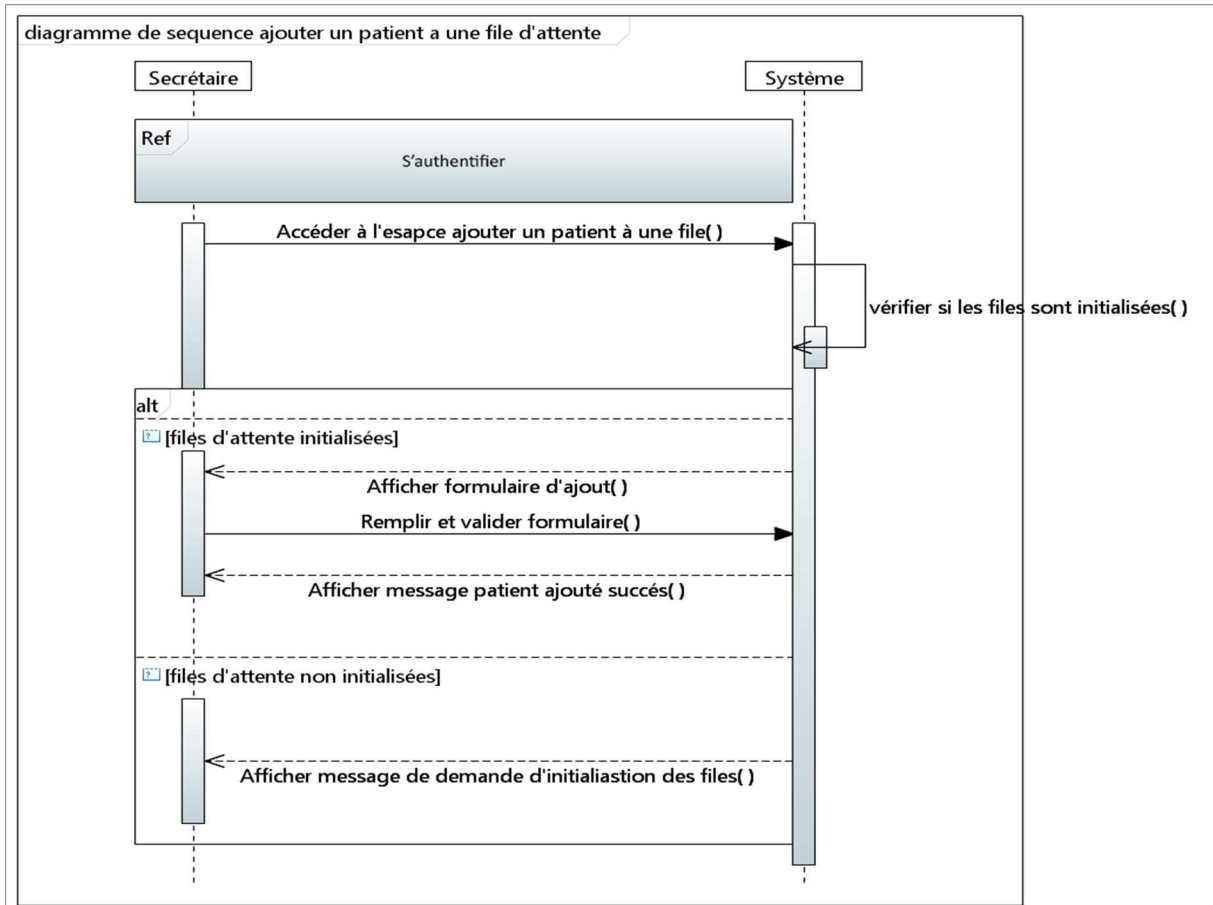 diagramme de sequence ajouter un patient a une file d'attente
Secrétaire
Système
Ref
S'authentifier
Accéder à l'esapce ajouter un patient à une file( )
vérifier si les files sont initialisées( )
alt
[files d'attente initialisées]
Afficher formulaire d'ajout( )
Remplir et valider formulaire( )
Afficher message patient ajouté succés( )
[files d'attente non initialisées]
Afficher message de demande d'initialiastion des files( )